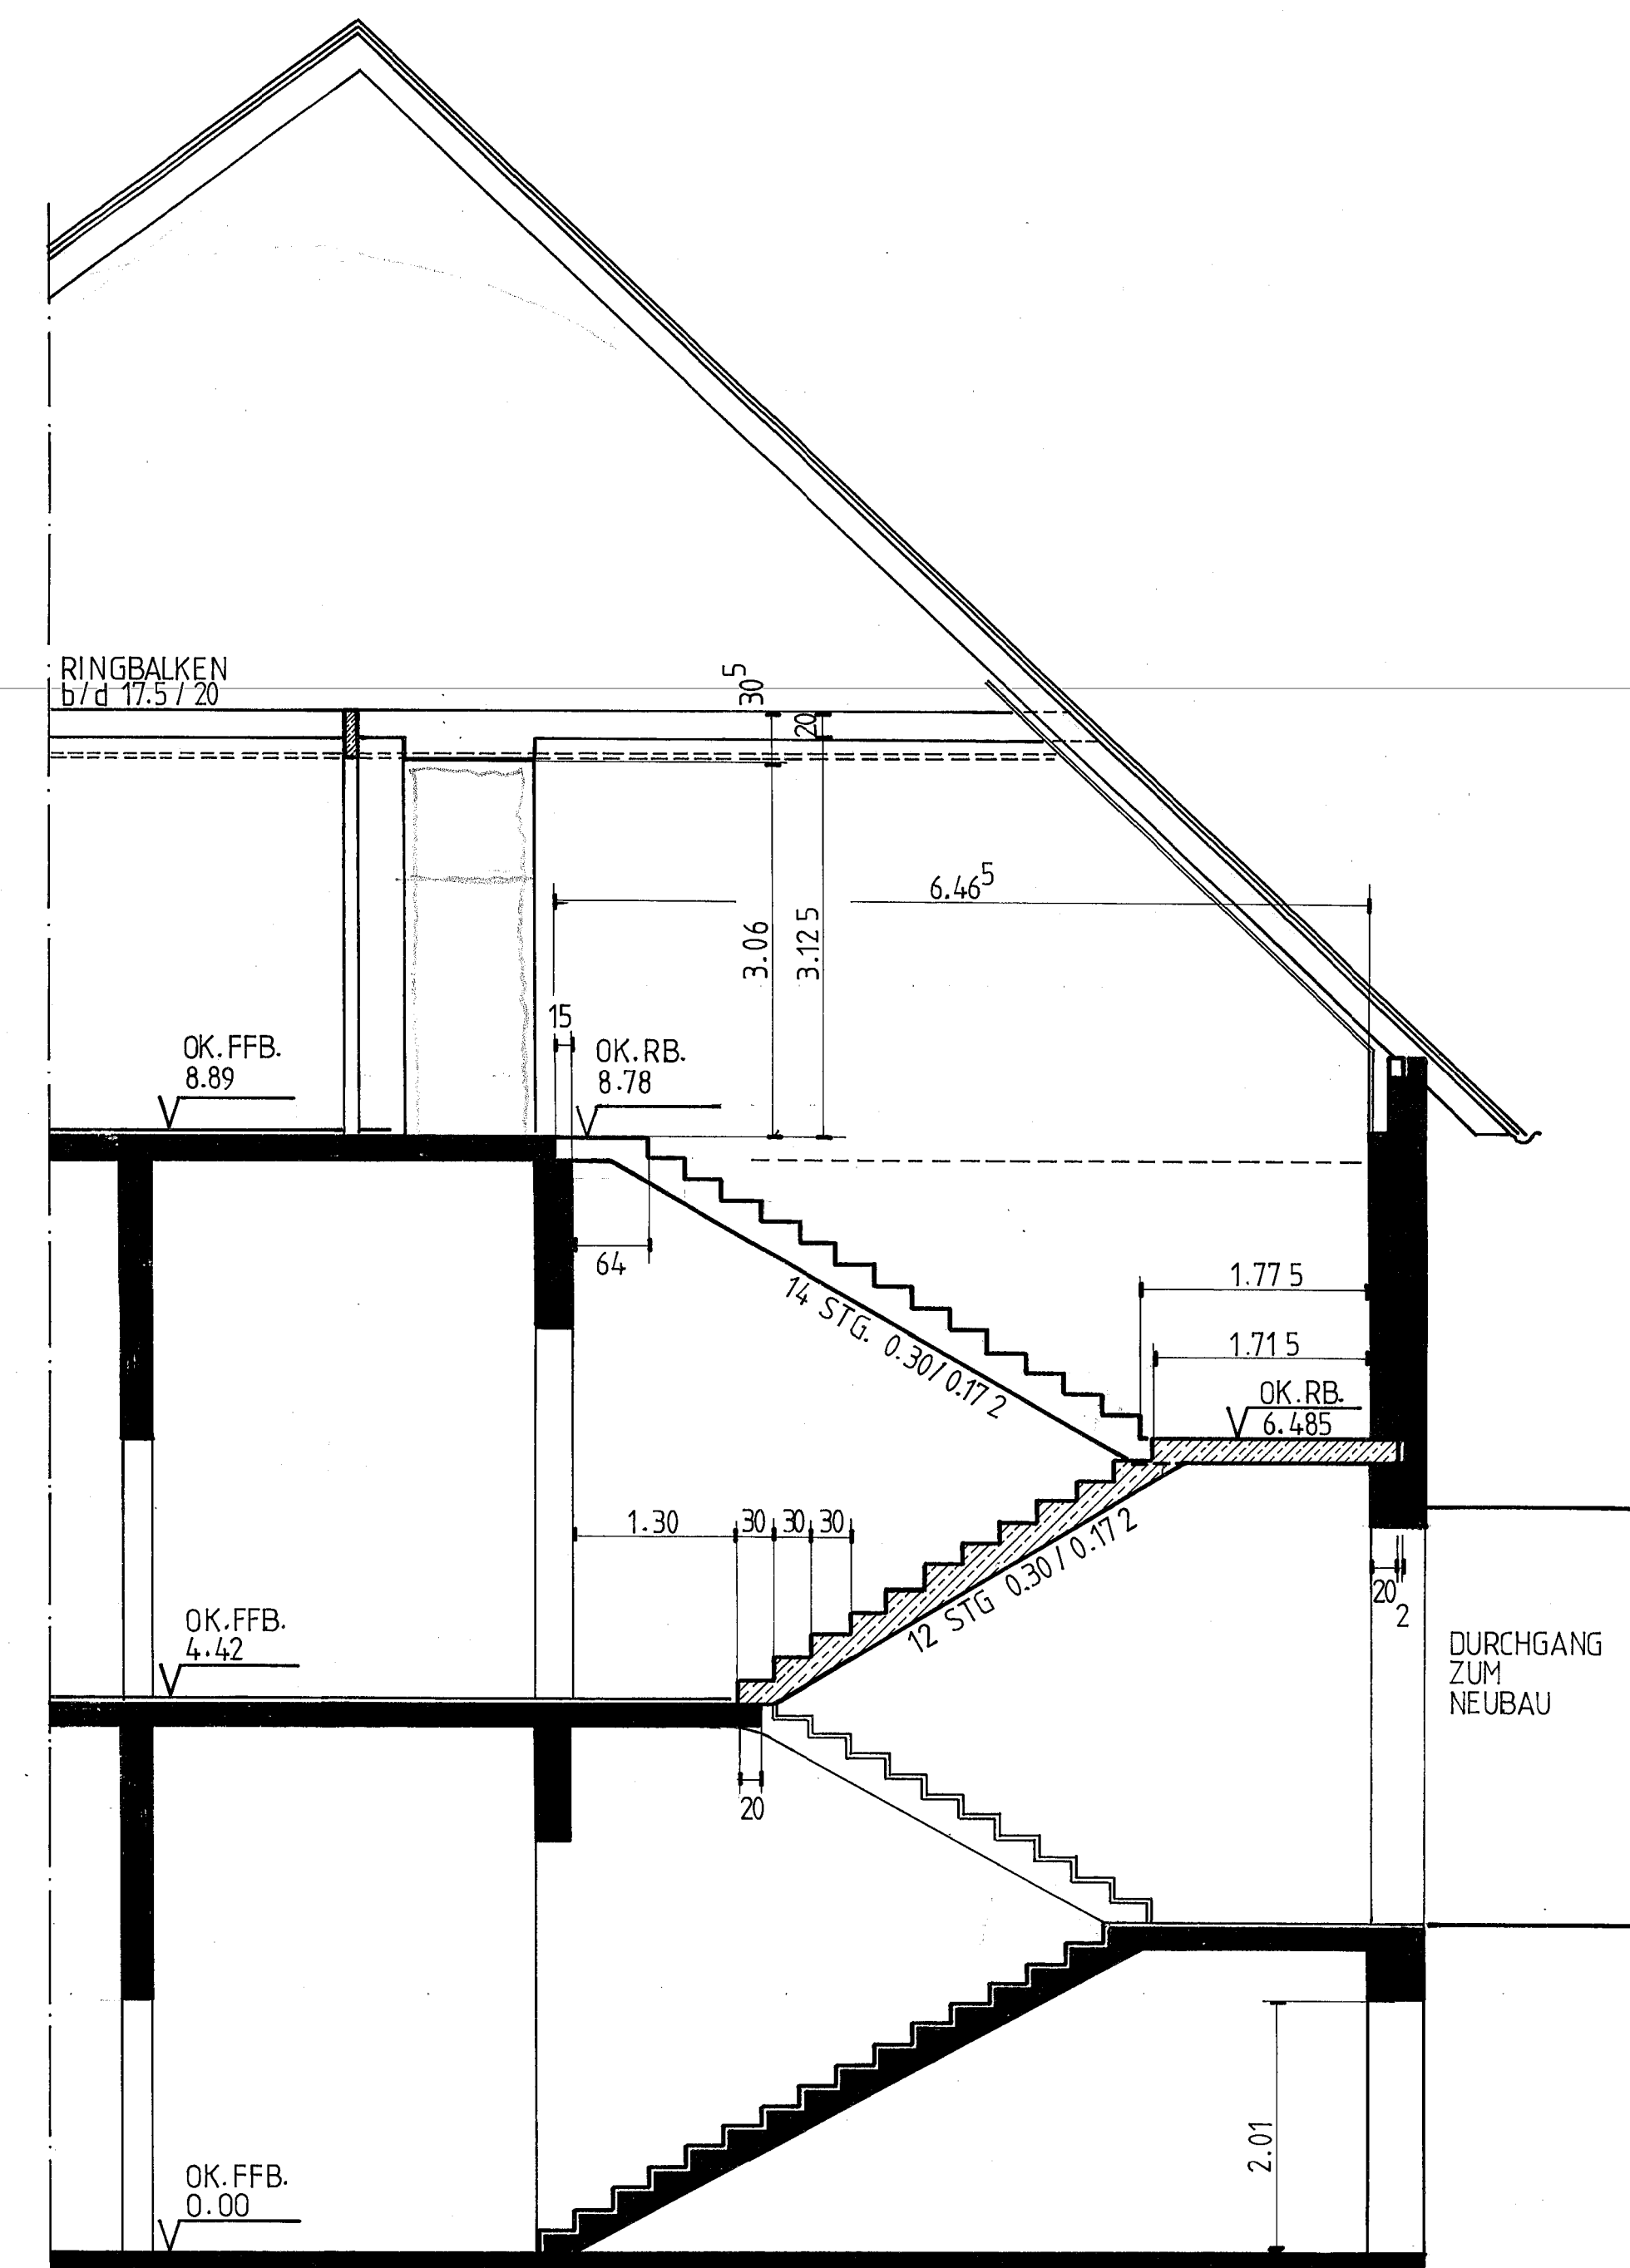 RINGBALKEN
b/d 17.5 / 20
30⁵
20
6.46⁵
3.06
3.12 5
15
OK.FFB.
8.89
OK.RB.
8.78
64
14 STG. 0.30/0.17 2
1.77 5
1.71 5
OK.RB.
6.485
1.30
30
30
30
12 STG 0.30 / 0.17 2
20
2
OK.FFB.
4.42
DURCHGANG
ZUM
NEUBAU
20
2.01
OK.FFB.
0.00